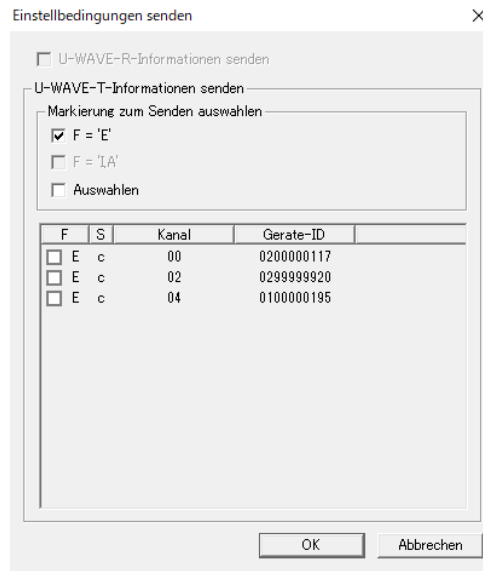 Einstellbedingungen senden
U-WAVE-R-Informationen senden
U-WAVE-T-Informationen senden
Markierung zum Senden auswahlen
F = 'E'
F = 'I,A'
Auswahlen
F S Kanal Gerate-ID
E c 00 0200000117
E c 02 0299999920
E c 04 0100000195
OK Abbrechen